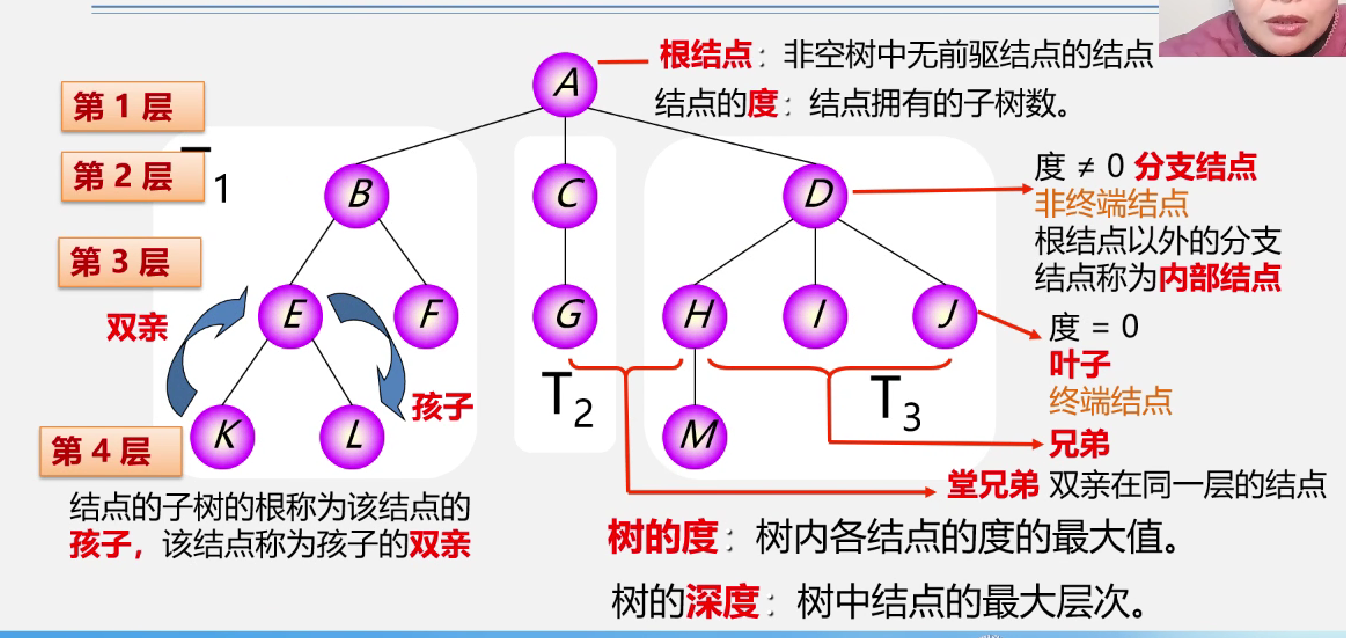 根结点：非空树中无前驱结点的结点
A
结点的度：结点拥有的子树数。
第 1 层
第 2 层
T1
B
C
D
度 ≠ 0 分支结点
非终端结点
根结点以外的分支
结点称为内部结点
第 3 层
双亲
E
F
G
H
I
J
度 = 0
叶子
终端结点
孩子
T2
T3
第 4 层
K
L
M
兄弟
堂兄弟 双亲在同一层的结点
结点的子树的根称为该结点的
孩子，该结点称为孩子的双亲
树的度：树内各结点的度的最大值。
树的深度：树中结点的最大层次。